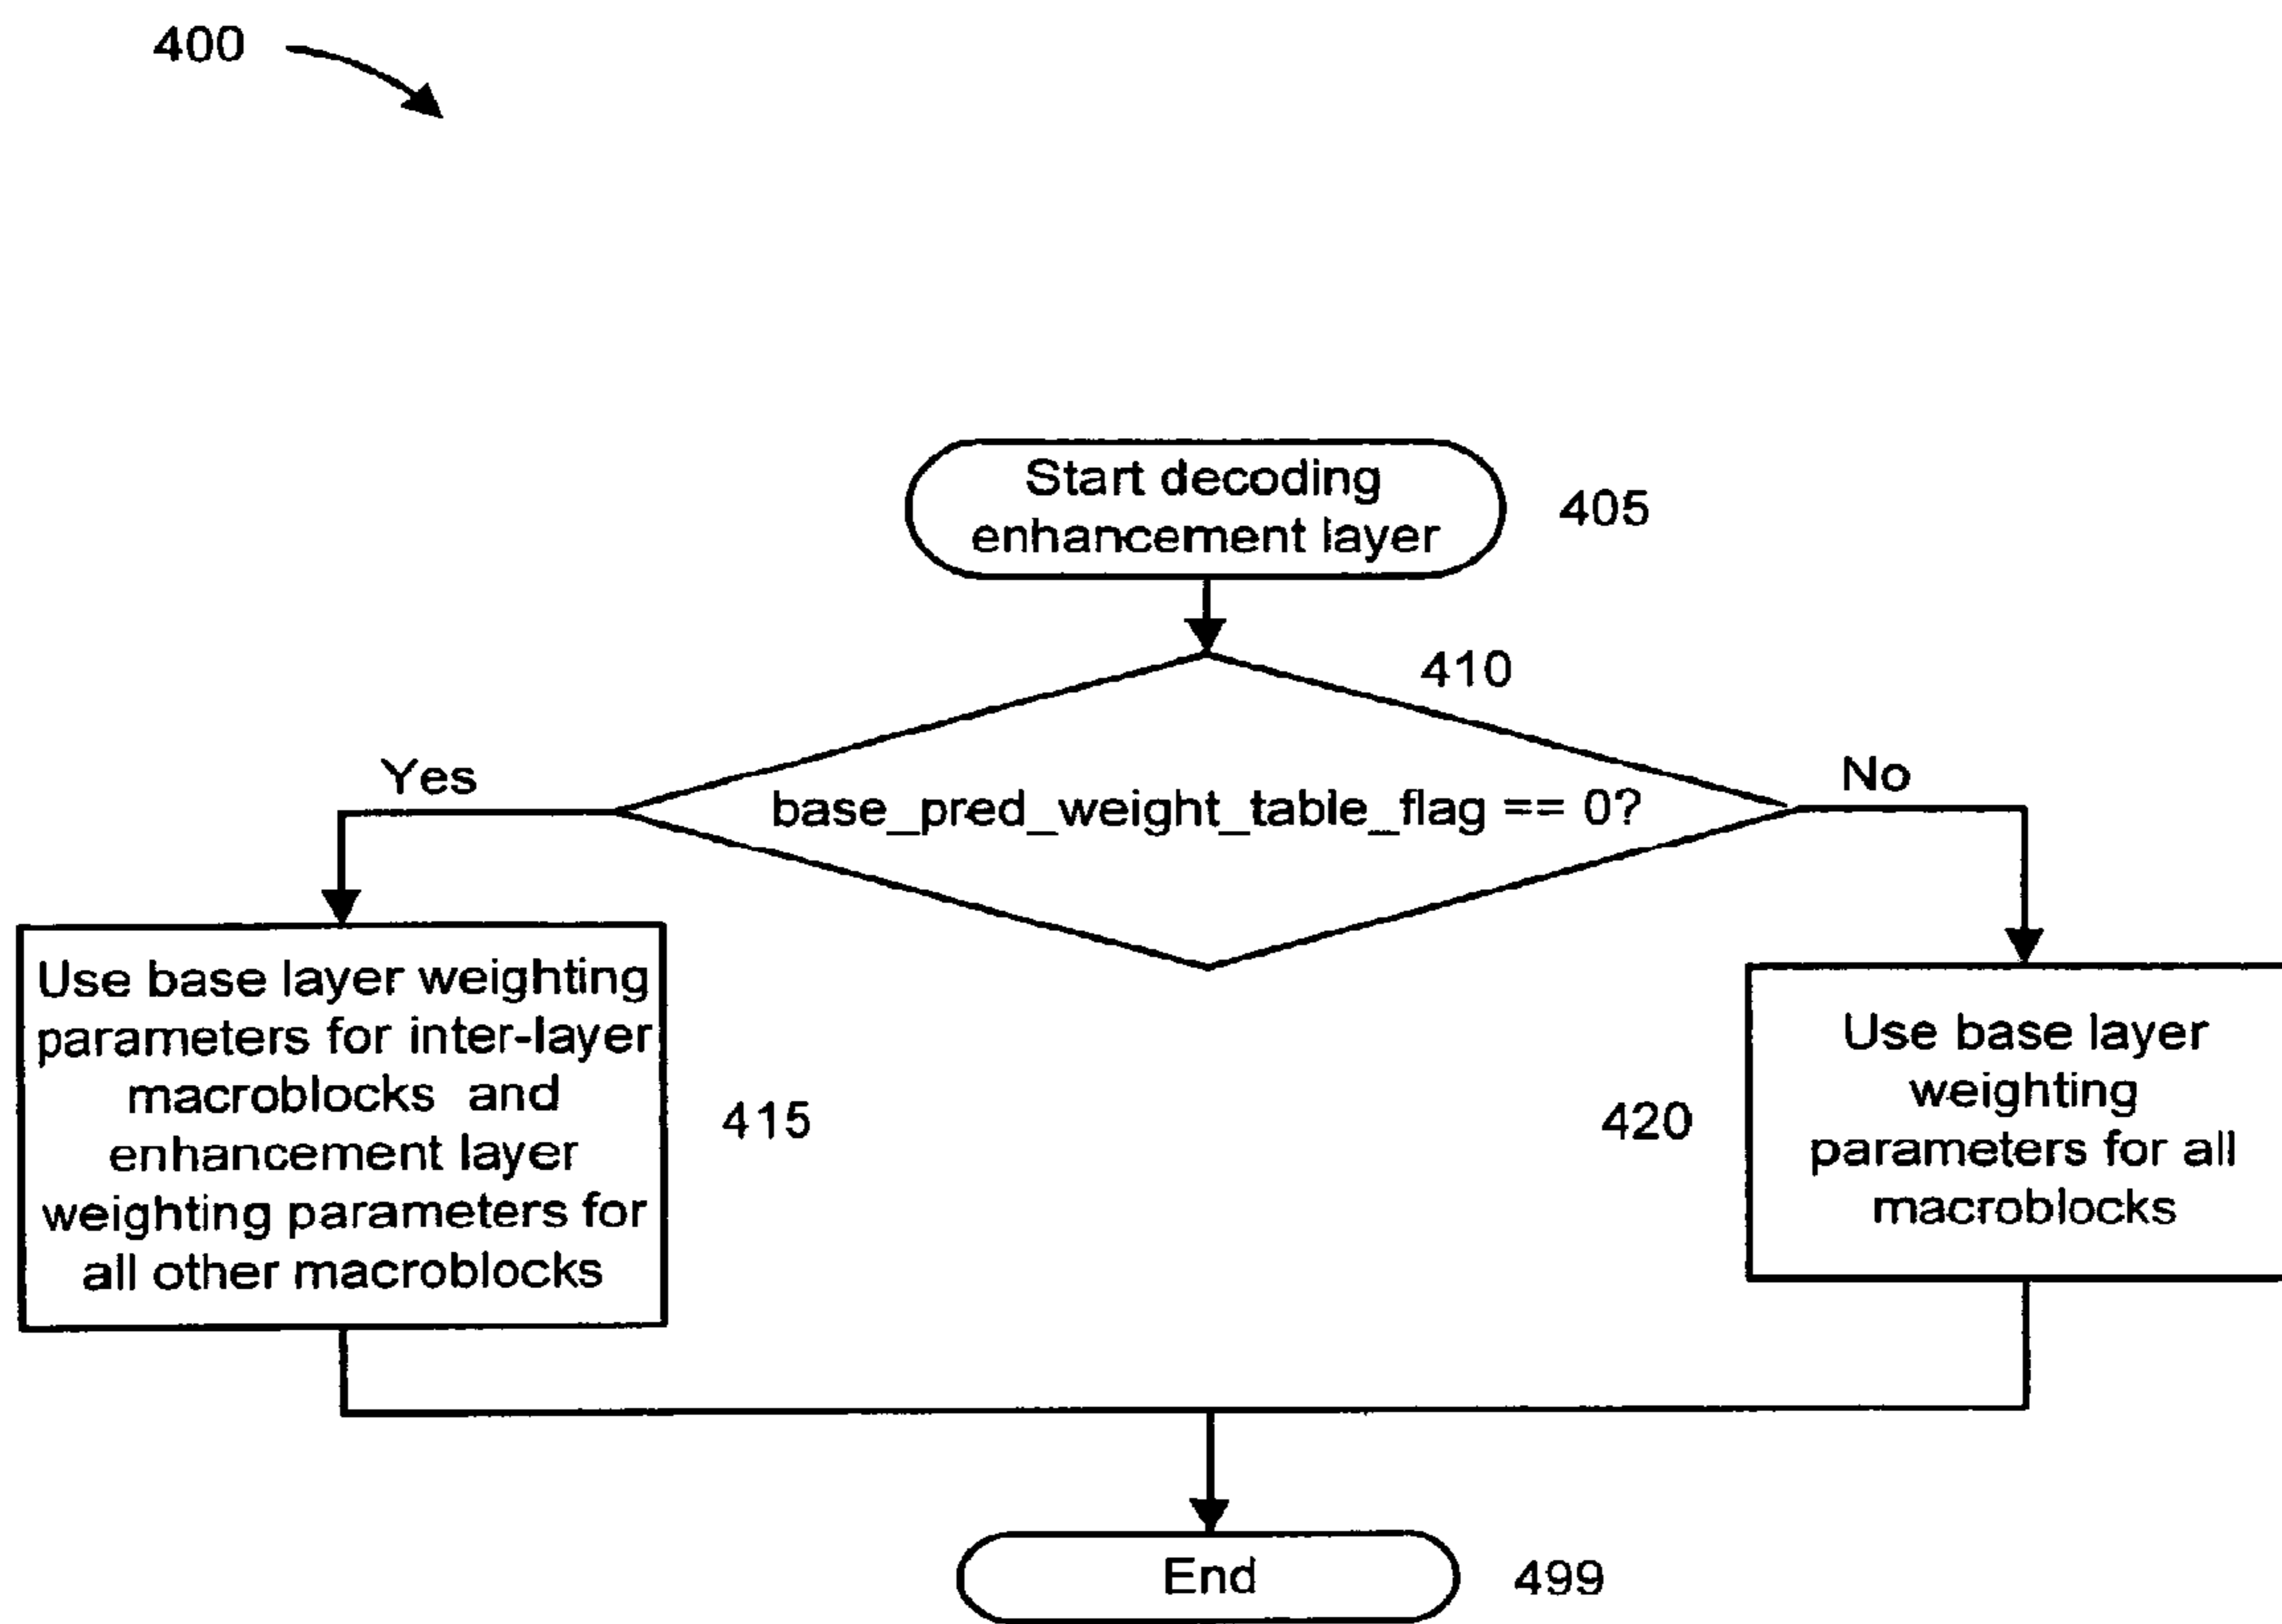 400
Start decoding
enhancement layer
405
410
Yes
base_pred_weight_table_flag == 0?
No
Use base layer weighting
parameters for inter-layer
macroblocks and
enhancement layer
weighting parameters for
all other macroblocks
415
420
Use base layer
weighting
parameters for all
macroblocks
End
499